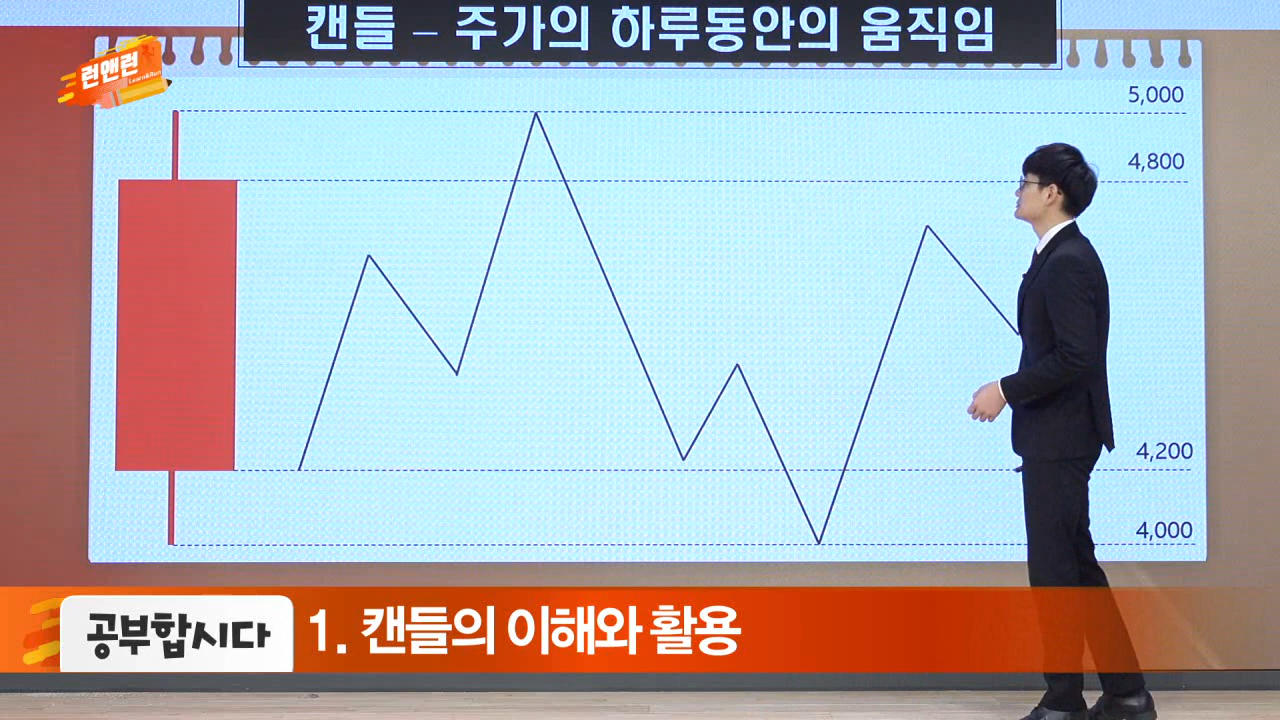 캔들 – 주가의 하루동안의 움직임
런앤런
Learn&Run
5,000
4,800
4,200
4,000
공부합시다
1. 캔들의 이해와 활용